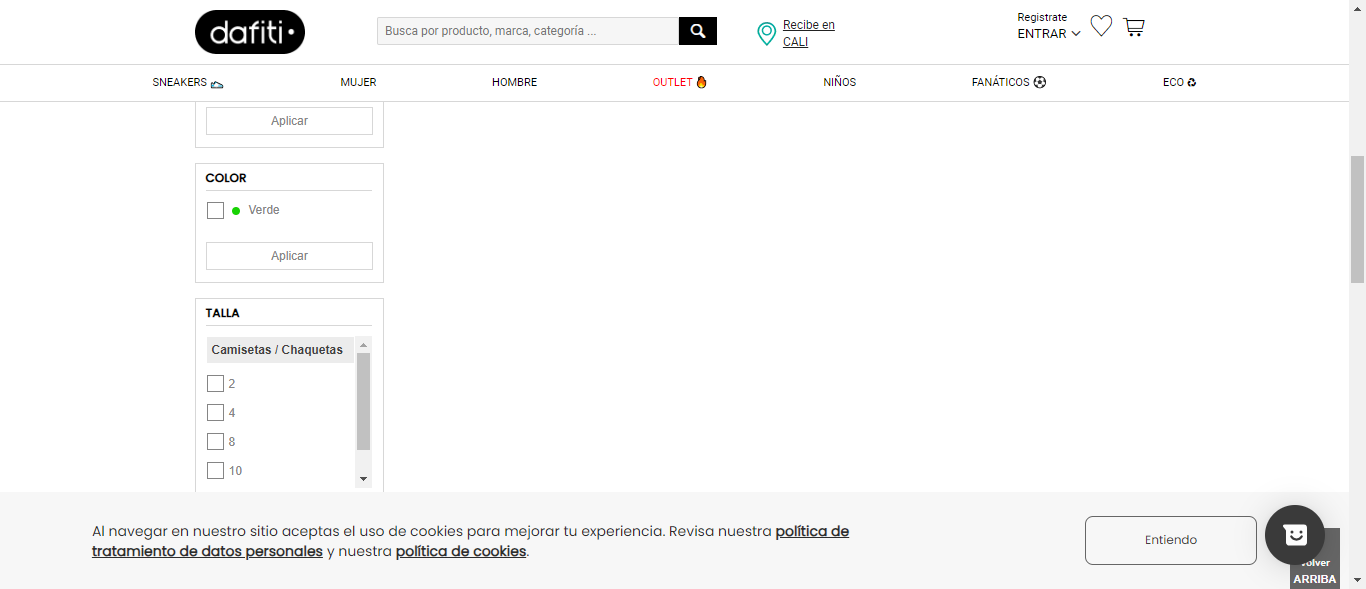 dafiti
Busca por producto, marca, categoría ...
Recibe en
CALI
Registrate
ENTRAR
SNEAKERS
MUJER
HOMBRE
OUTLET
NIÑOS
FANÁTICOS
ECO
Aplicar
COLOR
Verde
Aplicar
TALLA
Camisetas / Chaquetas
2
4
8
10
Al navegar en nuestro sitio aceptas el uso de cookies para mejorar tu experiencia. Revisa nuestra política de
tratamiento de datos personales y nuestra política de cookies.
Entiendo
Volver
ARRIBA